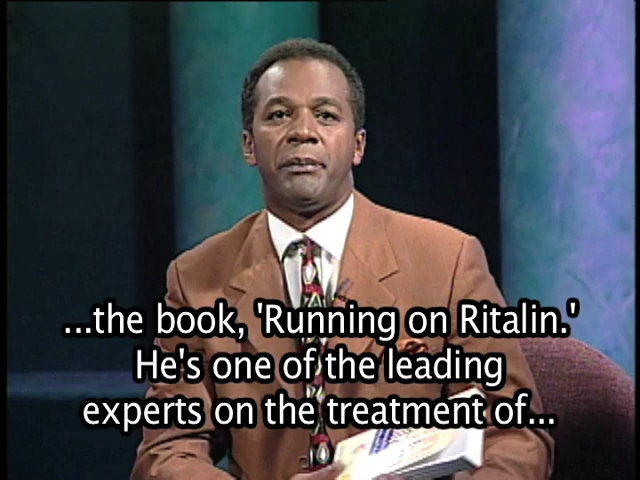 ...the book, 'Running on Ritalin.'
He's one of the leading
experts on the treatment of...